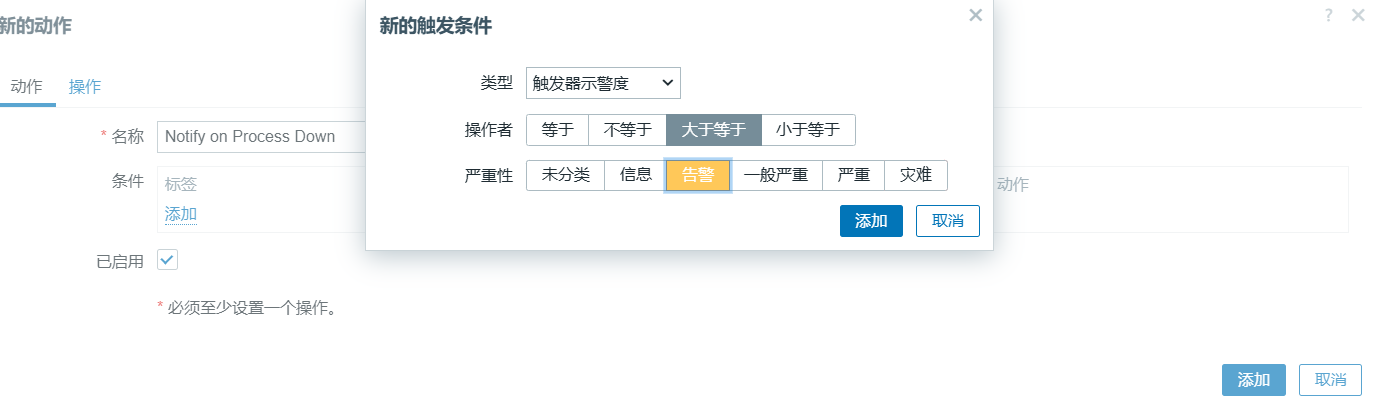 新的动作
? ×
新的触发条件
×
动作 操作
类型 触发器示警度
* 名称 Notify on Process Down
操作者 等于 不等于 大于等于 小于等于
条件 标签 动作
严重性 未分类 信息 告警 一般严重 严重 灾难
添加
添加 取消
已启用
* 必须至少设置一个操作。
添加 取消